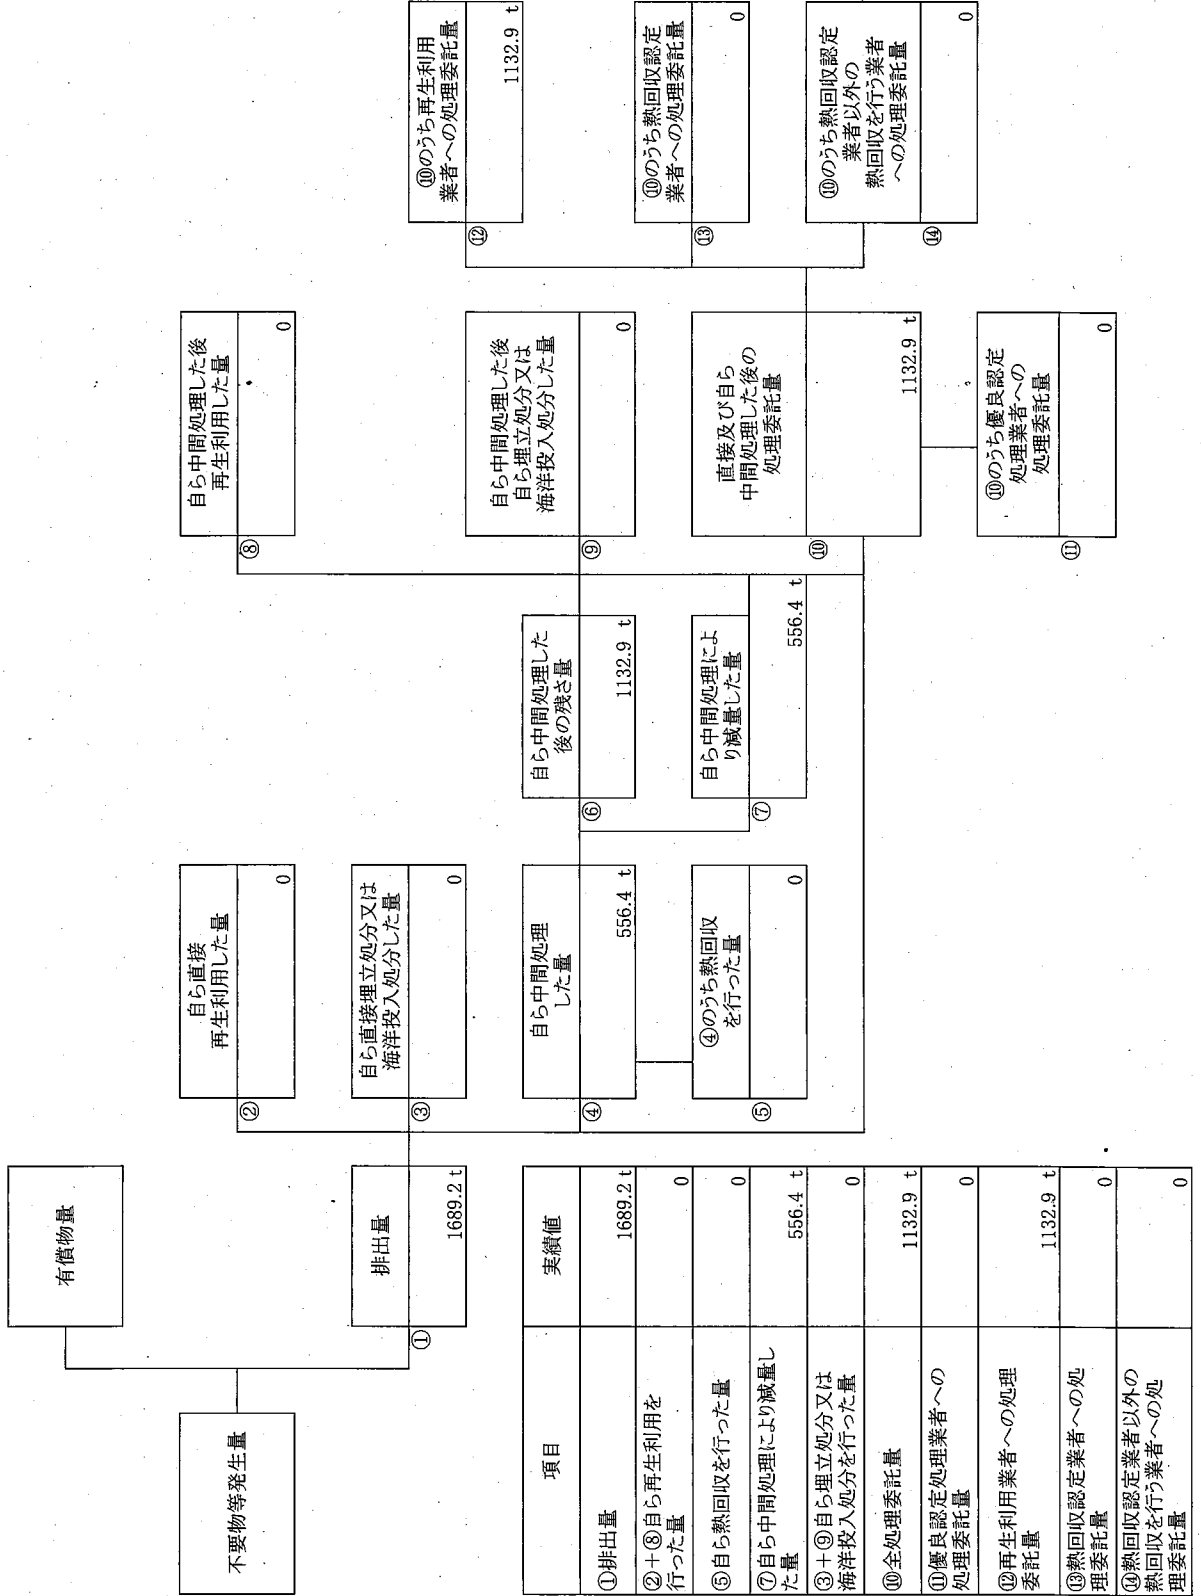 不要物等発生量
有償物量
排出量
①
1689.2 t
自ら直接
再生利用した量
②
0
自ら直接埋立処分又は
海洋投入処分した量
③
0
自ら中間処理
した量
④
556.4 t
④のうち熱回収
を行った量
⑤
0
自ら中間処理した
後の残さ量
⑥
1132.9 t
自ら中間処理によ
り減量した量
⑦
556.4 t
自ら中間処理した後
再生利用した量
⑧
0
自ら中間処理した後
自ら埋立処分又は
海洋投入処分した量
⑨
0
直接及び自ら
中間処理した後の
処理委託量
⑩
1132.9 t
⑩のうち優良認定
処理業者への
処理委託量
⑪
0
⑩のうち再生利用
業者への処理委託量
⑫
1132.9 t
⑩のうち熱回収認定
業者への処理委託量
⑬
0
⑩のうち熱回収認定
業者以外の
熱回収を行う業者
への処理委託量
⑭
0
項目 実績値
①排出量 1689.2 t
②+⑧自ら再生利用を
行った量 0
⑤自ら熱回収を行った量 0
⑦自ら中間処理により減量し
た量 556.4 t
③+⑨自ら埋立処分又は
海洋投入処分を行った量 0
⑩全処理委託量 1132.9 t
⑪優良認定処理業者への
処理委託量 0
⑫再生利用業者への処理
委託量 1132.9 t
⑬熱回収認定業者への処
理委託量 0
⑭熱回収認定業者以外の
熱回収を行う業者への処
理委託量 0